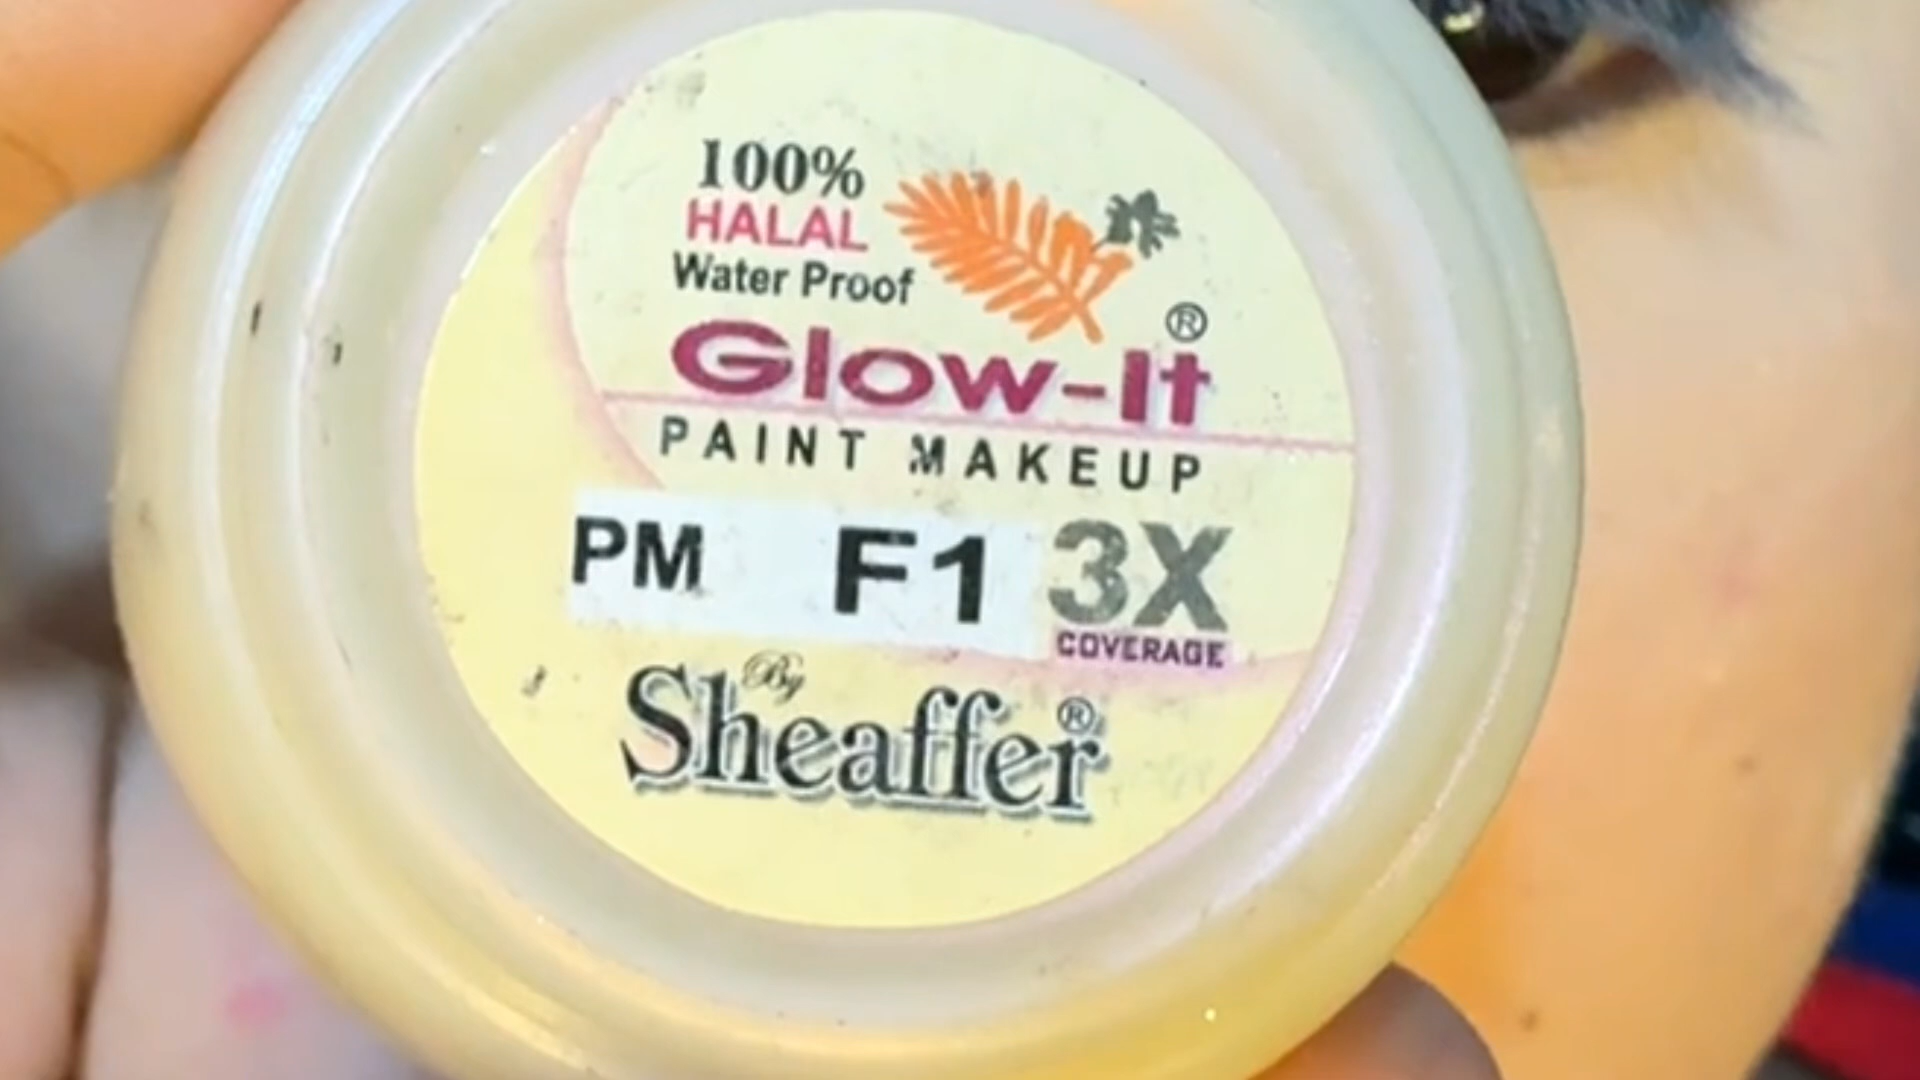 100%
HALAL
Water Proof
®
Glow-It
PAINT MAKEUP
PM F1 3X
COVERAGE
By
Sheaffer®